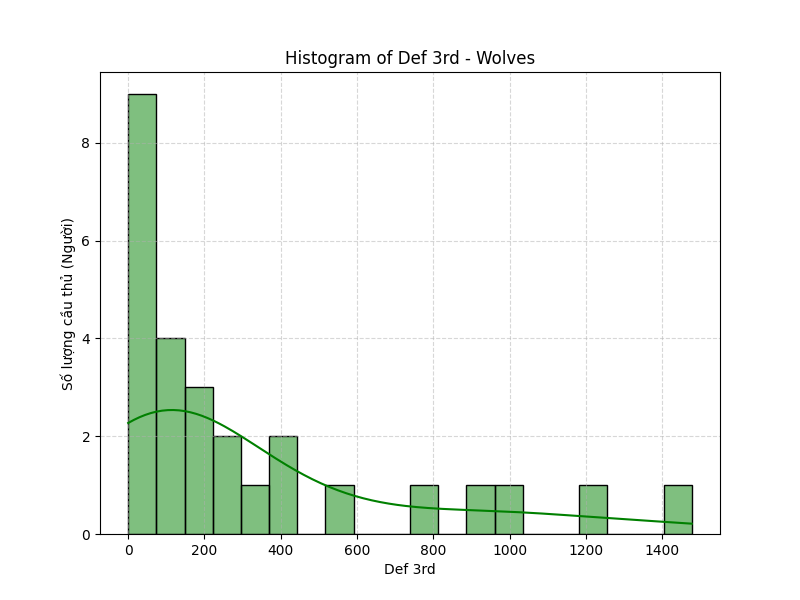 Histogram of Def 3rd - Wolves
Số lượng cầu thủ (Người)
8
6
4
2
0
0 200 400 600 800 1000 1200 1400
Def 3rd